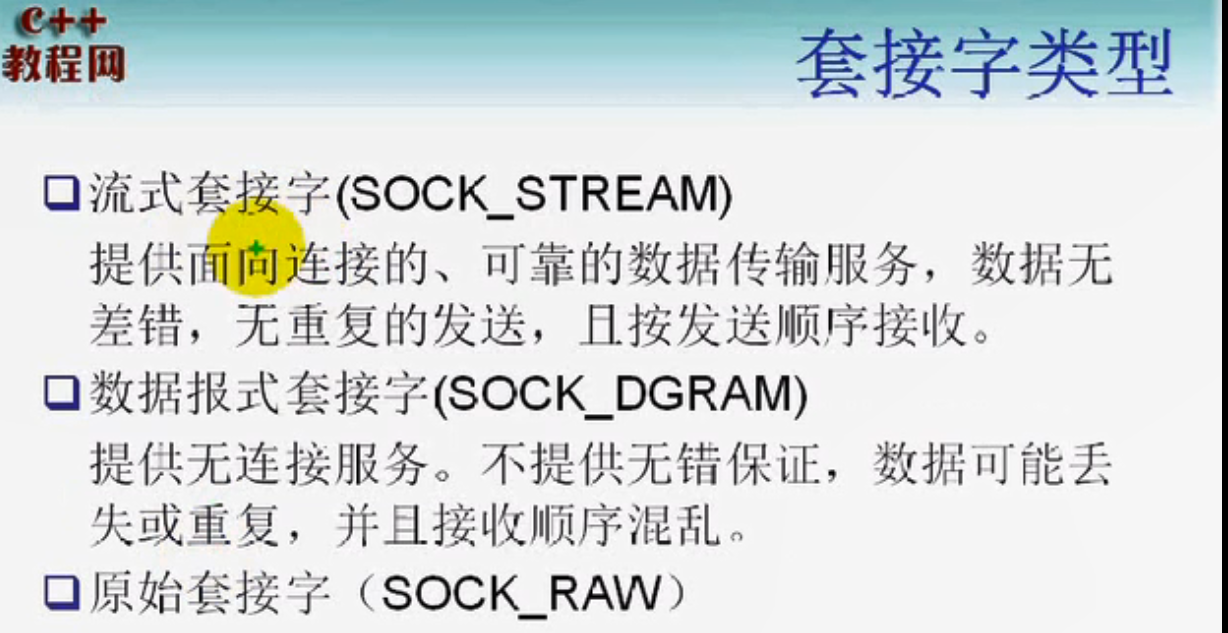 C++
教程网
套接字类型
流式套接字(SOCK_STREAM)
提供面向连接的、可靠的数据传输服务，数据无
差错，无重复的发送，且按发送顺序接收。
数据报式套接字(SOCK_DGRAM)
提供无连接服务。不提供无错保证，数据可能丢
失或重复，并且接收顺序混乱。
原始套接字（SOCK_RAW）